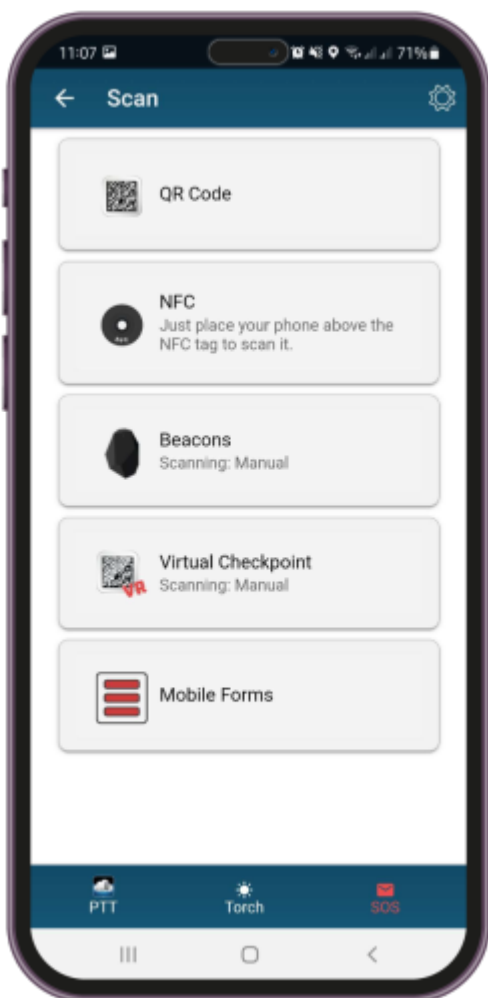 11:07 71%
Scan
QR Code
NFC
Just place your phone above the
NFC tag to scan it.
Beacons
Scanning: Manual
Virtual Checkpoint
VR
Scanning: Manual
Mobile Forms
PTT Torch SOS